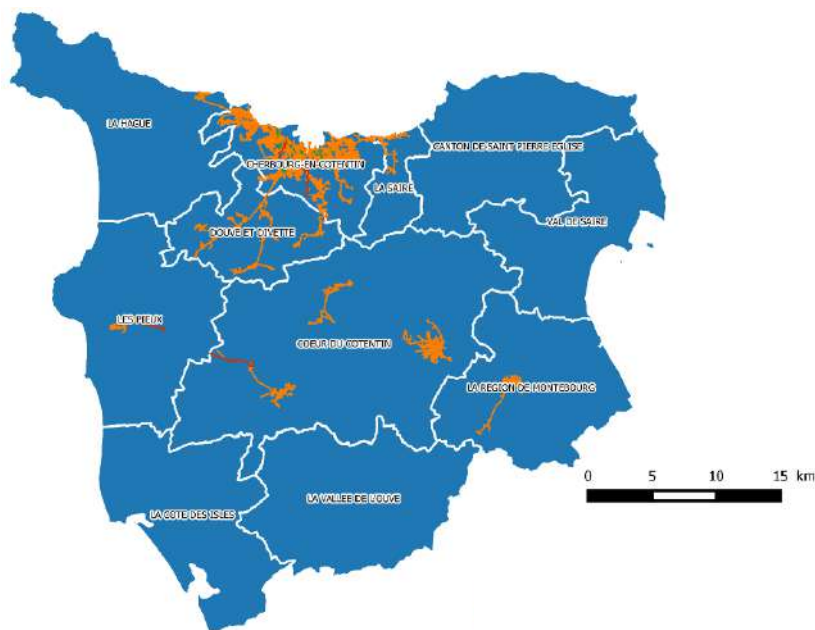 LA HAGUE
CHERBOURG-EN-COTENTIN
CANTON DE SAINT PIERRE EGLISE
LA SAIRE
VAL DE SAIRE
DOUVE ET DIVETTE
LES PIEUX
COEUR DU COTENTIN
LA REGION DE MONTEBOURG
0 5 10 15 km
LA VALLEE DE L'OUVE
LA COTE DES ISLES